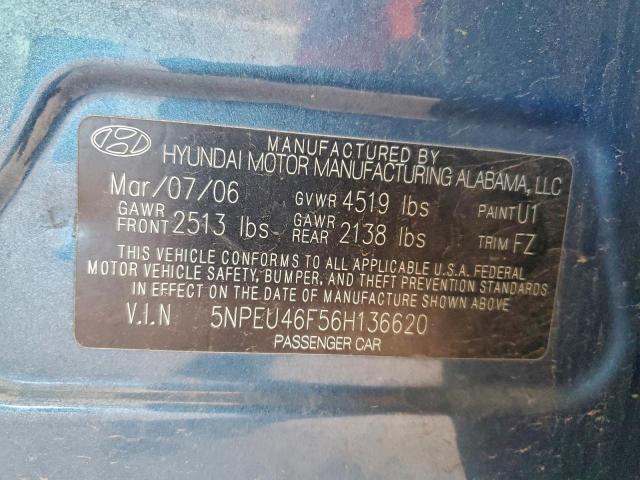 MANUFACTURED BY
HYUNDAI MOTOR MANUFACTURING ALABAMA, LLC
Mar/07/06 GVWR 4519 lbs PAINT U1
GAWR FRONT 2513 lbs GAWR REAR 2138 lbs TRIM FZ
THIS VEHICLE CONFORMS TO ALL APPLICABLE U.S.A. FEDERAL
MOTOR VEHICLE SAFETY, BUMPER, AND THEFT PREVENTION STANDARDS
IN EFFECT ON THE DATE OF MANUFACTURE SHOWN ABOVE.
V.I.N 5NPEU46F56H136620
PASSENGER CAR